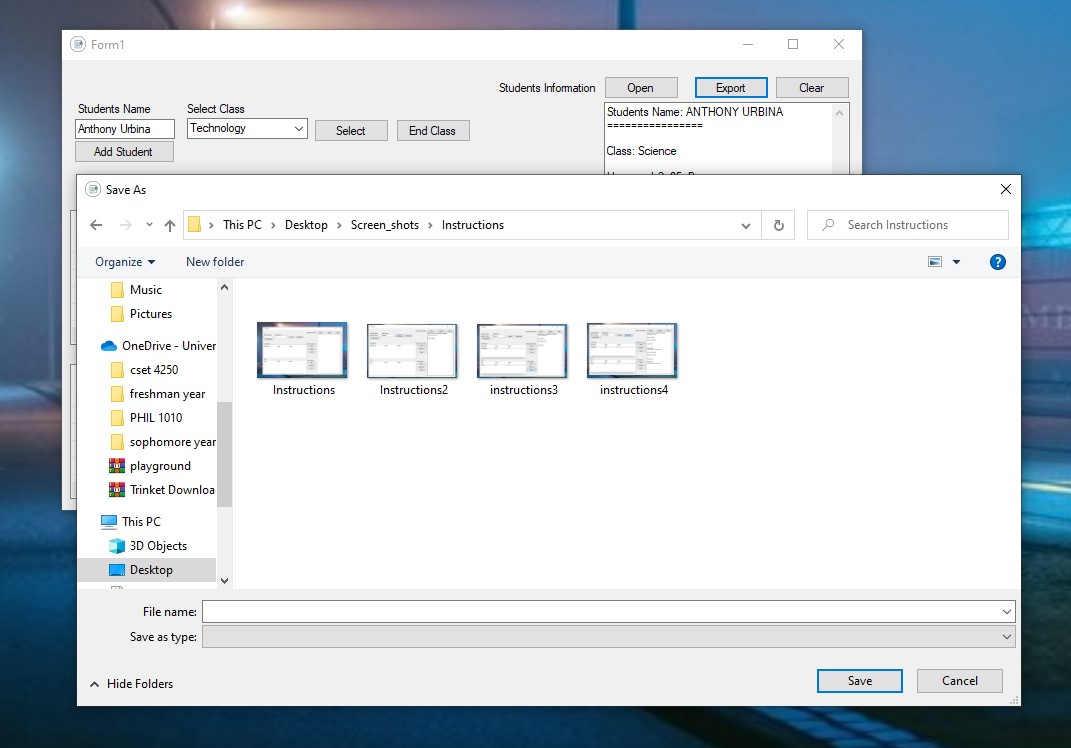 Form1
Students Information
Open
Export
Clear
Students Name
Select Class
Anthony Urbina
Technology
Select
End Class
Add Student
Students Name: ANTHONY URBINA
================
Class: Science
Save As
This PC > Desktop > Screen_shots > Instructions
Search Instructions
Organize
New folder
Music
Pictures
OneDrive - Univer
cset 4250
freshman year
PHIL 1010
sophomore year
playground
Trinket Downloa
This PC
3D Objects
Desktop
Instructions
Instructions2
instructions3
instructions4
File name:
Save as type:
Hide Folders
Save
Cancel